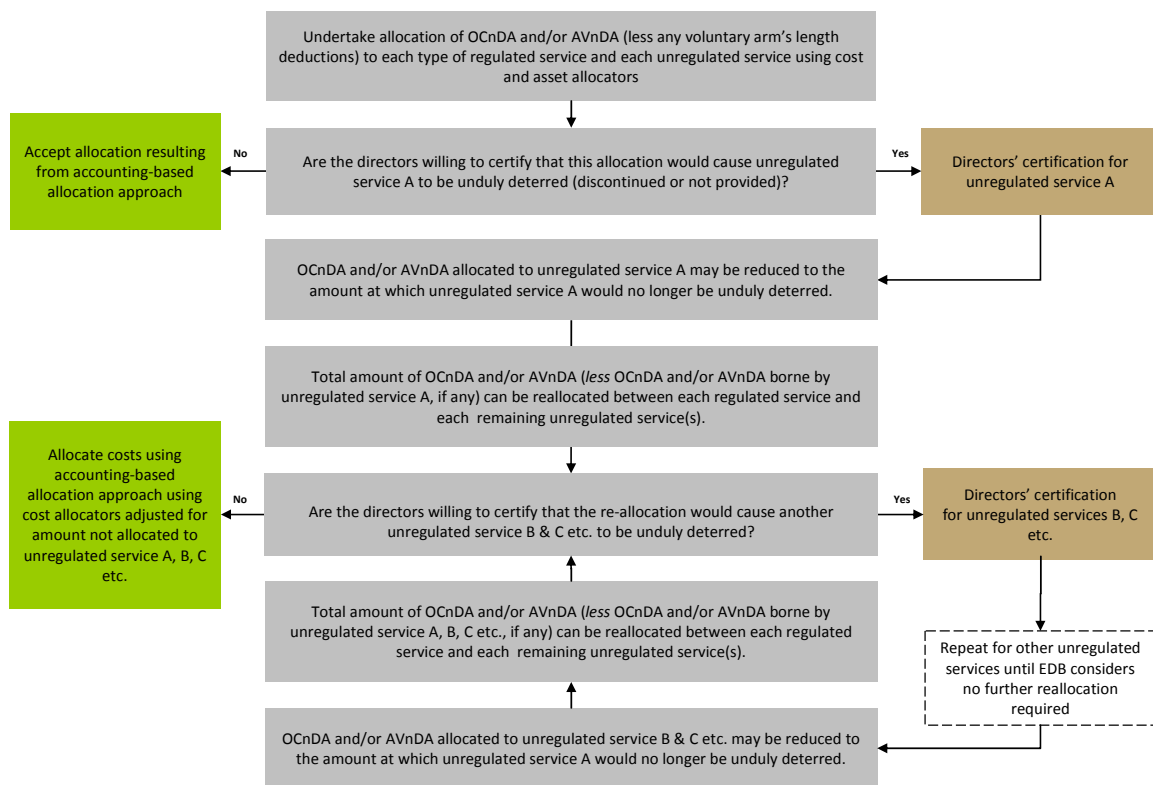 Undertake allocation of OCnDA and/or AVnDA (less any voluntary arm's length
deductions) to each type of regulated service and each unregulated service using cost
and asset allocators
Accept allocation resulting
from accounting-based
allocation approach
No
Are the directors willing to certify that this allocation would cause unregulated
service A to be unduly deterred (discontinued or not provided)?
Yes
Directors' certification for
unregulated service A
OCnDA and/or AVnDA allocated to unregulated service A may be reduced to the
amount at which unregulated service A would no longer be unduly deterred.
Total amount of OCnDA and/or AVnDA (less OCnDA and/or AVnDA borne by
unregulated service A, if any) can be reallocated between each regulated service and
each remaining unregulated service(s).
Allocate costs using
accounting-based
allocation approach using
cost allocators adjusted for
amount not allocated to
unregulated service A, B, C
etc.
No
Are the directors willing to certify that the re-allocation would cause another
unregulated service B & C etc. to be unduly deterred?
Yes
Directors' certification
for unregulated services B, C
etc.
Total amount of OCnDA and/or AVnDA (less OCnDA and/or AVnDA borne by
unregulated service A, B, C etc., if any) can be reallocated between each regulated
service and each remaining unregulated service(s).
Repeat for other unregulated
services until EDB considers
no further reallocation
required
OCnDA and/or AVnDA allocated to unregulated service B & C etc. may be reduced to
the amount at which unregulated service A would no longer be unduly deterred.